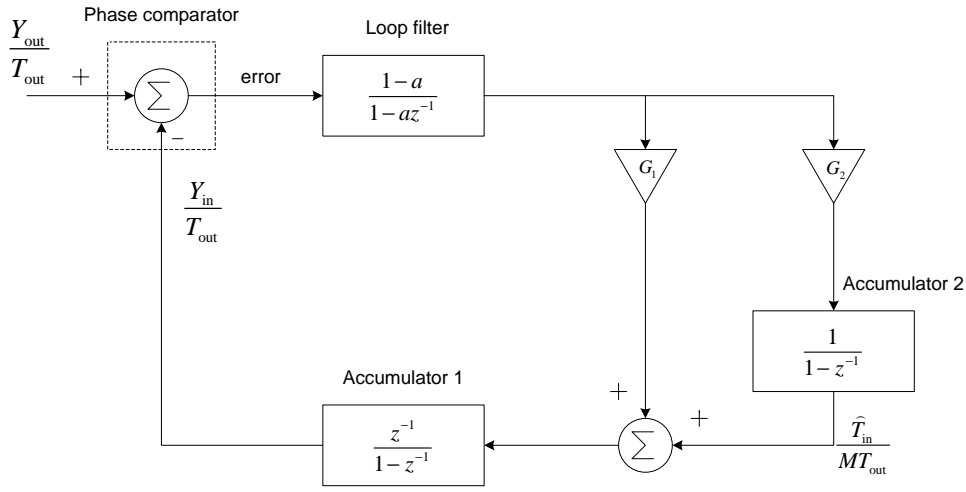 Phase comparator
Loop filter
Y_out / T_out
+
∑
error
(1−a) / (1−az^−1)
−
G_1
G_2
Y_in / T_out
Accumulator 2
1 / (1−z^−1)
Accumulator 1
+
+
z^−1 / (1−z^−1)
∑
T̂_in / MT_out